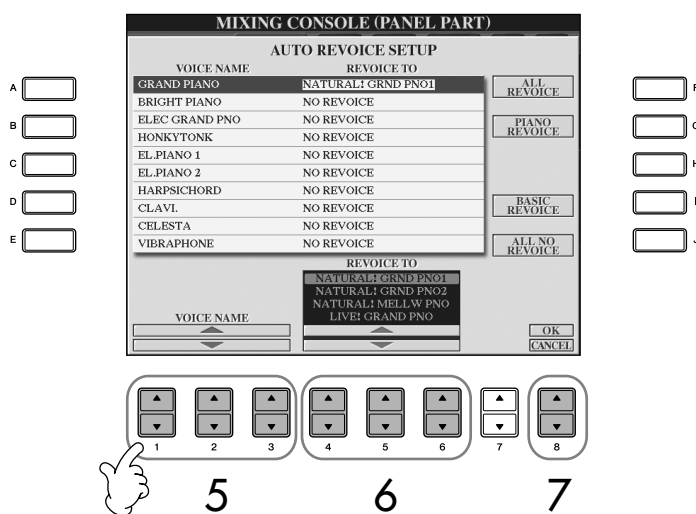 MIXING CONSOLE (PANEL PART)
AUTO REVOICE SETUP
VOICE NAME REVOICE TO
GRAND PIANO NATURAL! GRND PNO1
BRIGHT PIANO NO REVOICE
ELEC GRAND PNO NO REVOICE
HONKYTONK NO REVOICE
EL.PIANO 1 NO REVOICE
EL.PIANO 2 NO REVOICE
HARPSICHORD NO REVOICE
CLAVI. NO REVOICE
CELESTA NO REVOICE
VIBRAPHONE NO REVOICE
ALL REVOICE
PIANO REVOICE
BASIC REVOICE
ALL NO REVOICE
A
B
C
D
E
REVOICE TO
NATURAL! GRND PNO1
NATURAL! GRND PNO2
NATURAL! MELLW PNO
LIVE! GRAND PNO
VOICE NAME
OK
CANCEL
1 2 3 4 5 6 7 8
5 6 7